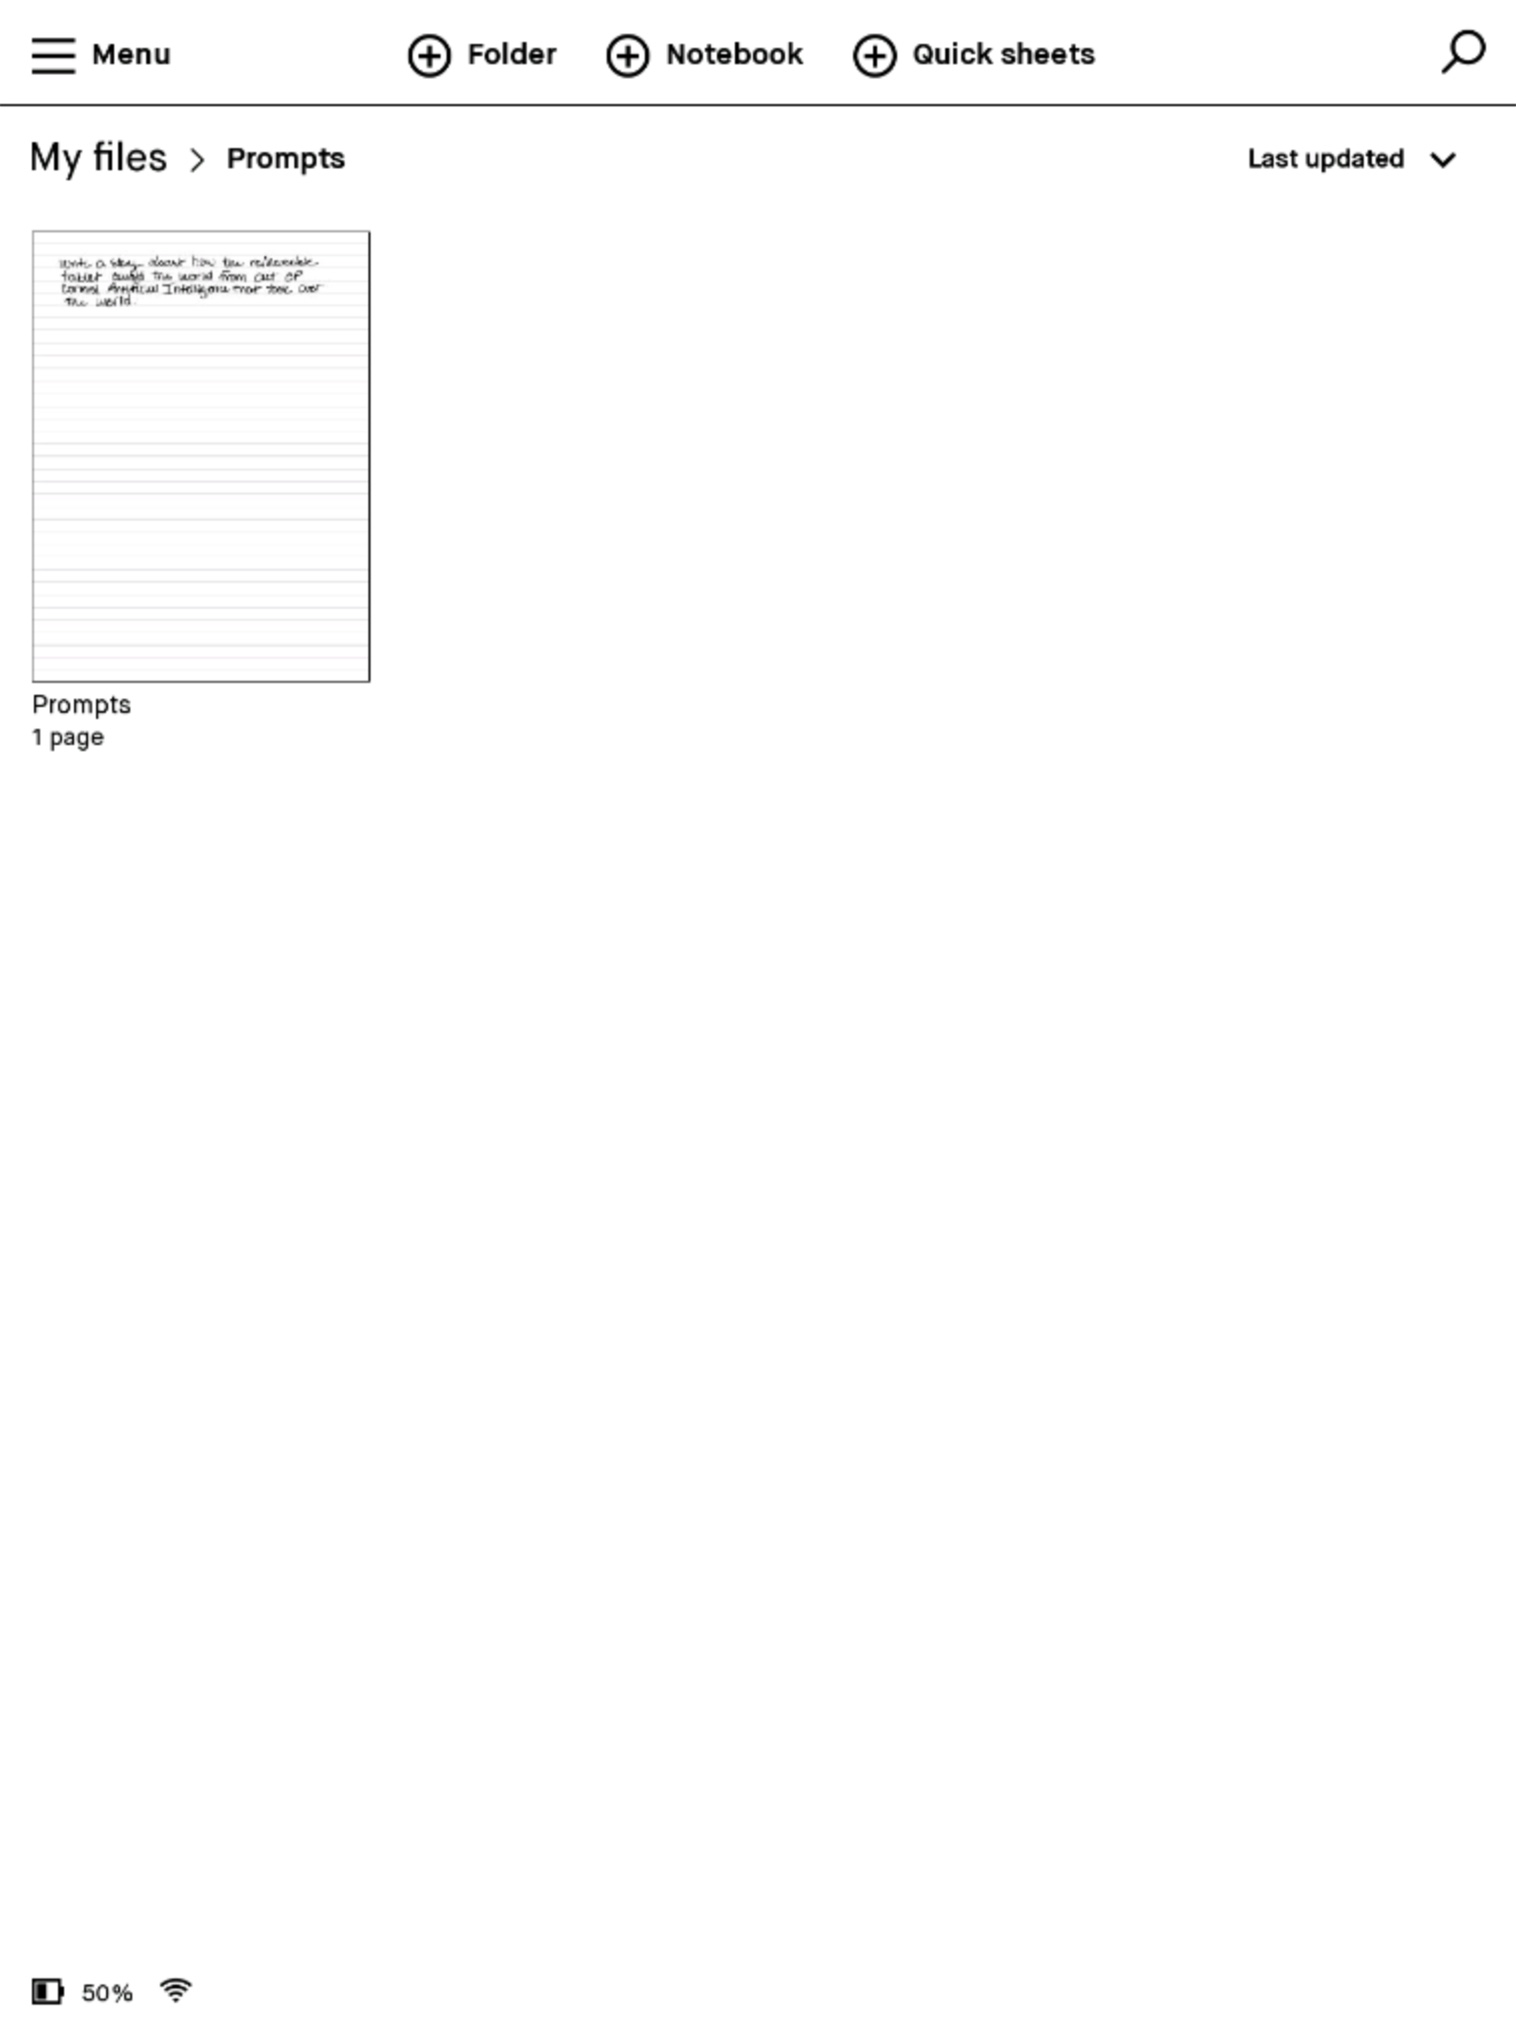 Menu
Folder
Notebook
Quick sheets
My files > Prompts
Last updated
write a story about how the reMarkable
tablet saved the world from out of
control Artificial Intelligence that took over
the world.
Prompts
1 page
50%